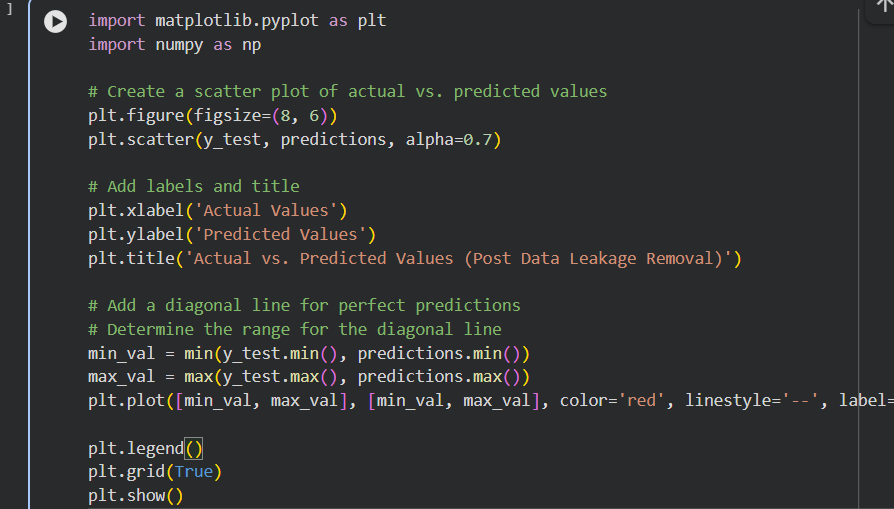 ]
import matplotlib.pyplot as plt
import numpy as np
# Create a scatter plot of actual vs. predicted values
plt.figure(figsize=(8, 6))
plt.scatter(y_test, predictions, alpha=0.7)
# Add labels and title
plt.xlabel('Actual Values')
plt.ylabel('Predicted Values')
plt.title('Actual vs. Predicted Values (Post Data Leakage Removal)')
# Add a diagonal line for perfect predictions
# Determine the range for the diagonal line
min_val = min(y_test.min(), predictions.min())
max_val = max(y_test.max(), predictions.max())
plt.plot([min_val, max_val], [min_val, max_val], color='red', linestyle='--', label=
plt.legend()
plt.grid(True)
plt.show()